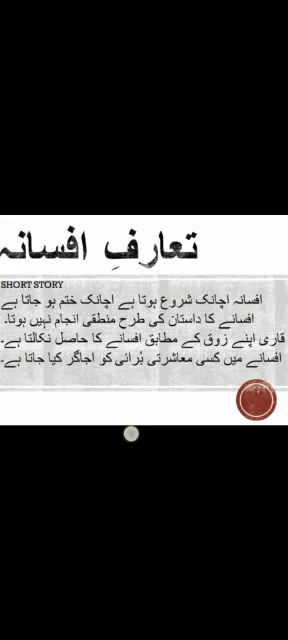 تعارفِ افسانہ
SHORT STORY
افسانہ اچانک شروع ہوتا ہے اچانک ختم ہو جاتا ہے
افسانے کا داستان کی طرح منطقی انجام نہیں ہوتا۔
قاری اپنے زوق کے مطابق افسانے کا حاصل نکالتا ہے۔
افسانے میں کسی معاشرتی بُرائی کو اجاگر کیا جاتا ہے۔